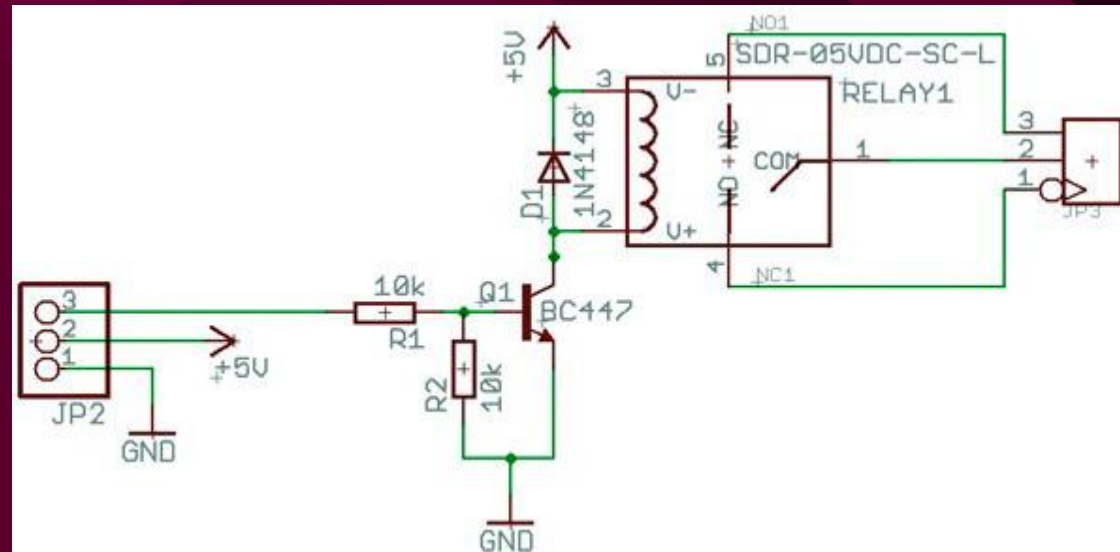 NO1
SDR-05VDC-SC-L
RELAY1
+5V
3
V-
5
1N4148
D1
NO
NC
COM
1
2
V+
4
NC1
3
2
1
JP3
10k
R1
Q1
BC447
R2
10k
3
2
1
+5V
JP2
GND
GND